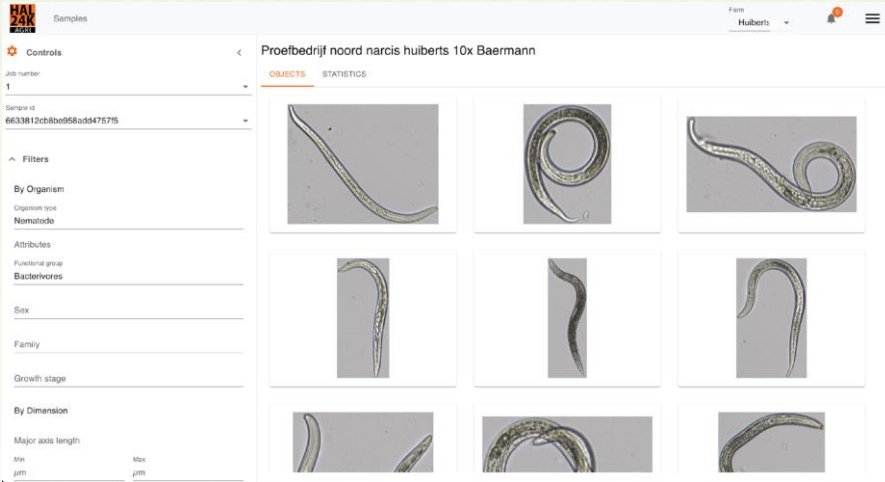 HAL
24K
AGRI
Samples
Farm
Huiberts
Controls
Job number
1
Sample id
6633812cb8be958add4757f5
Filters
By Organism
Organism type
Nematode
Attributes
Functional group
Bacterivores
Sex
Family
Growth stage
By Dimension
Major axis length
Min
Max
μm
μm
Proefbedrijf noord narcis huiberts 10x Baermann
OBJECTS
STATISTICS